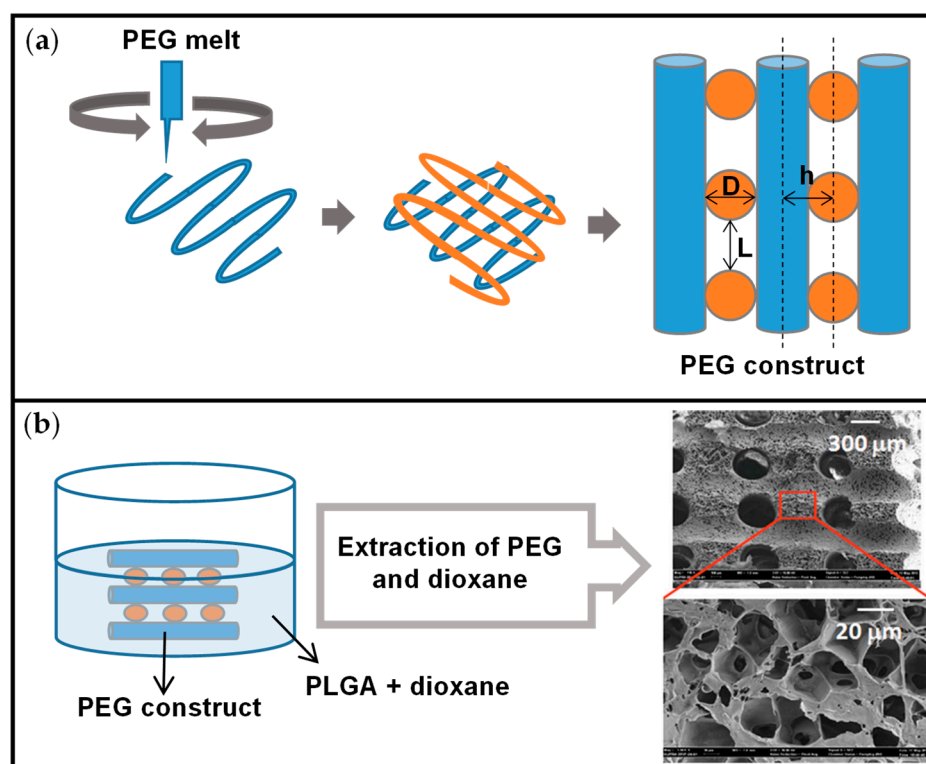 (a)
PEG melt
D
h
L
PEG construct
(b)
Extraction of PEG
and dioxane
PEG construct
PLGA + dioxane
300 μm
20 μm